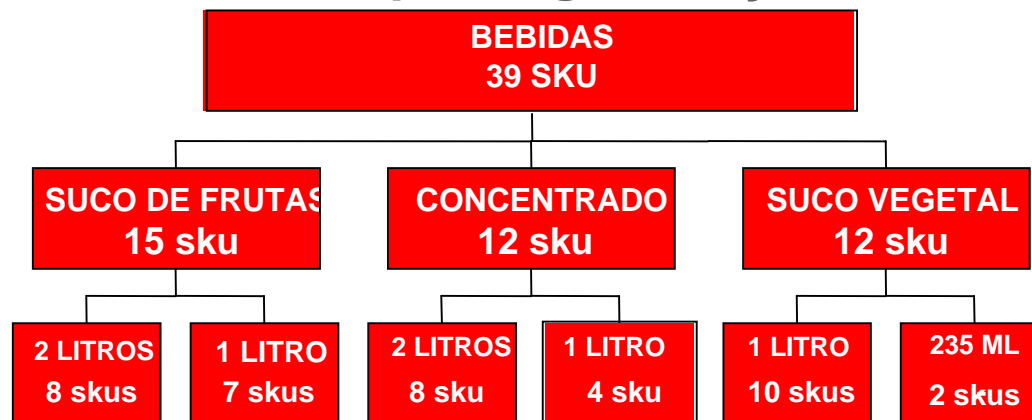 BEBIDAS
39 SKU
SUCO DE FRUTAS
15 sku
CONCENTRADO
12 sku
SUCO VEGETAL
12 sku
2 LITROS
8 skus
1 LITRO
7 skus
2 LITROS
8 sku
1 LITRO
4 sku
1 LITRO
10 skus
235 ML
2 skus